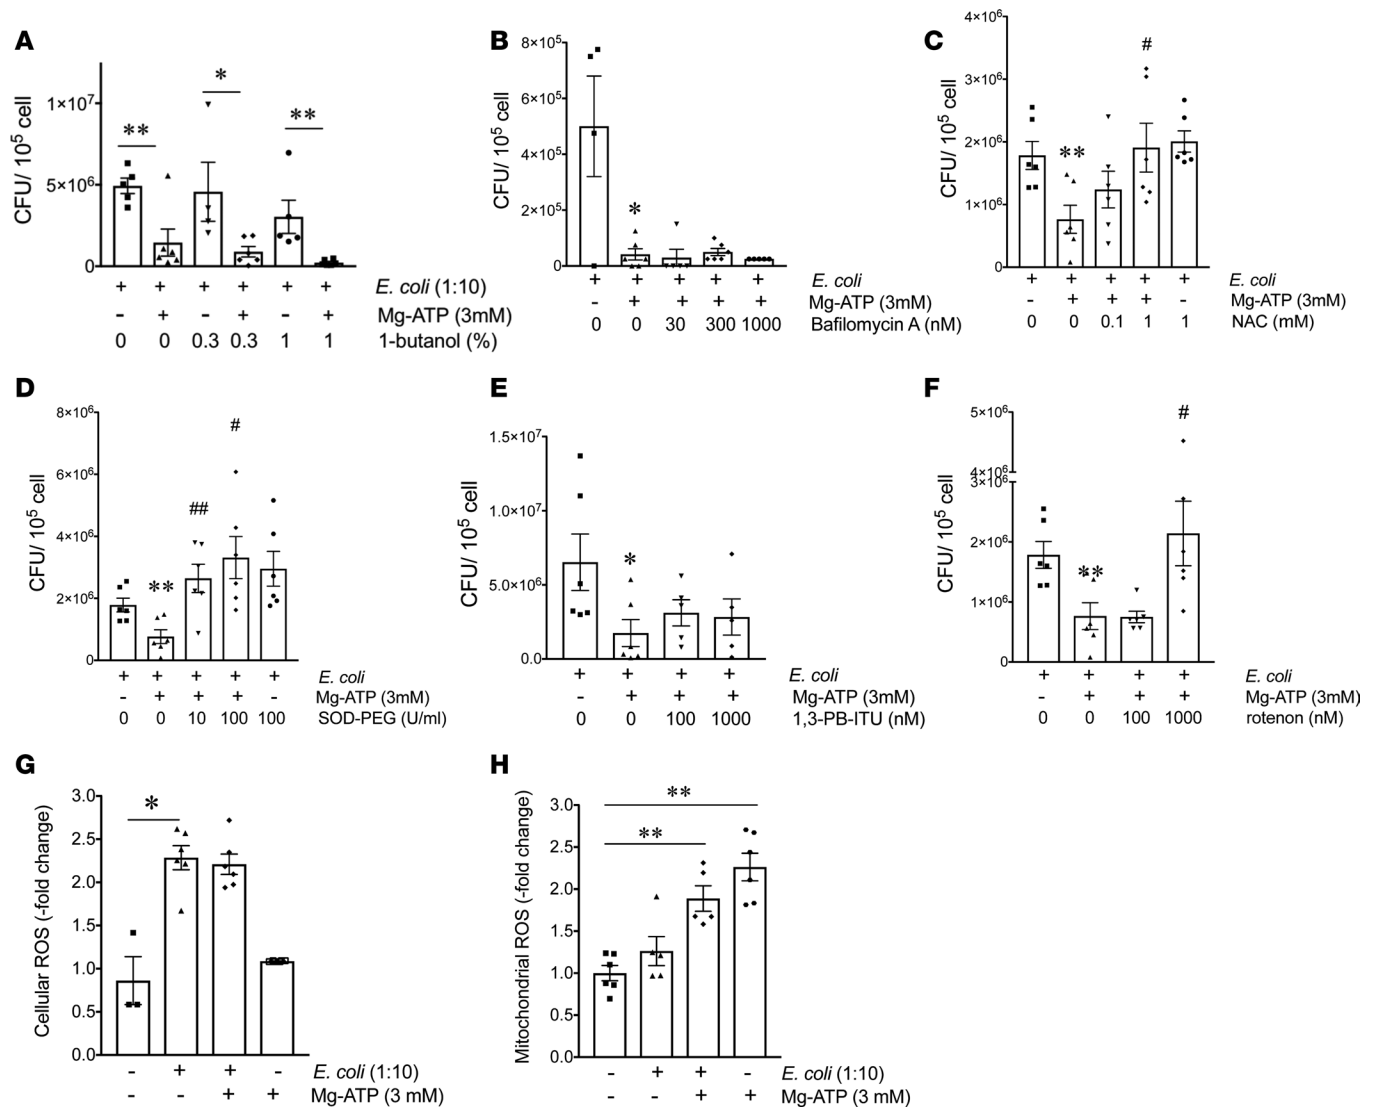 A
CFU/ 10⁵ cell
1×10⁷
5×10⁶
0
** * **
+ + + + + + E. coli (1:10)
- + - + - + Mg-ATP (3mM)
0 0 0.3 0.3 1 1 1-butanol (%)
B
CFU/ 10⁵ cell
8×10⁵
6×10⁵
4×10⁵
2×10⁵
0
*
+ + + + + E. coli
- + + + + Mg-ATP (3mM)
0 0 30 300 1000 Bafilomycin A (nM)
C
CFU/ 10⁵ cell
4×10⁶
3×10⁶
2×10⁶
1×10⁶
0
** #
+ + + + + E. coli
- + + + - Mg-ATP (3mM)
0 0 0.1 1 1 NAC (mM)
D
CFU/ 10⁵ cell
8×10⁶
6×10⁶
4×10⁶
2×10⁶
0
** ## #
+ + + + + E. coli
- + + + - Mg-ATP (3mM)
0 0 10 100 100 SOD-PEG (U/ml)
E
CFU/ 10⁵ cell
1.5×10⁷
1.0×10⁷
5.0×10⁶
0.0
*
+ + + + E. coli
- + + + Mg-ATP (3mM)
0 0 100 1000 1,3-PB-ITU (nM)
F
CFU/ 10⁵ cell
5×10⁶
4×10⁶
3×10⁶
2×10⁶
1×10⁶
0
** #
+ + + + E. coli
- + + + Mg-ATP (3mM)
0 0 100 1000 rotenon (nM)
G
Cellular ROS (-fold change)
3.0
2.5
2.0
1.5
1.0
0.5
0.0
*
- + + - E. coli (1:10)
- - + + Mg-ATP (3 mM)
H
Mitochondrial ROS (-fold change)
3.0
2.5
2.0
1.5
1.0
0.5
0.0
**
**
- + + - E. coli (1:10)
- - + + Mg-ATP (3 mM)